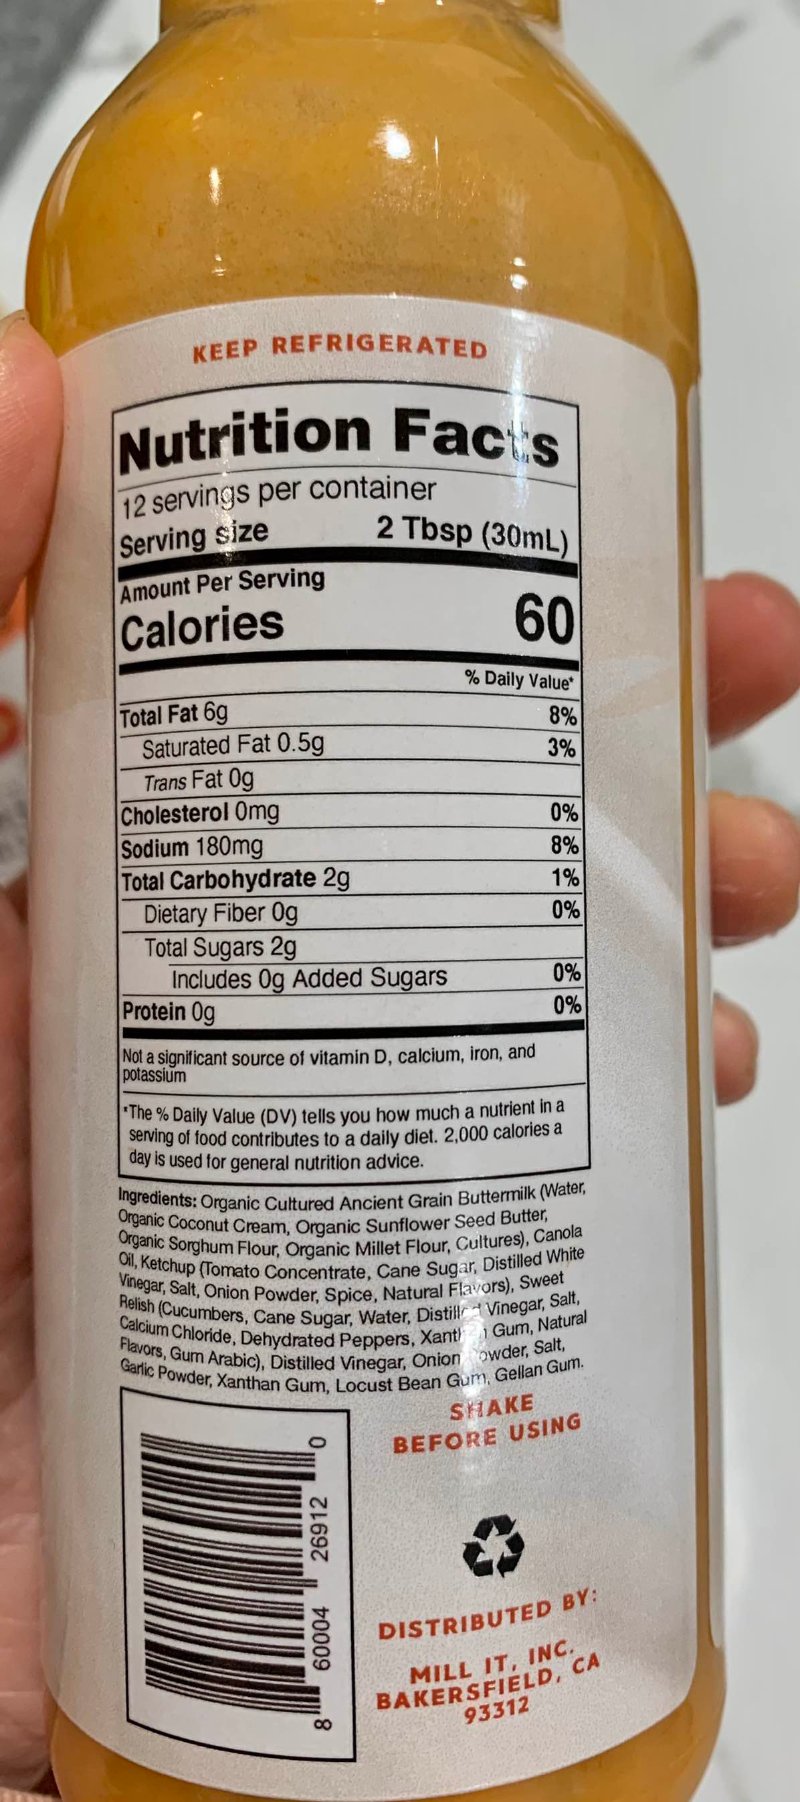 KEEP REFRIGERATED
Nutrition Facts
12 servings per container
Serving size 2 Tbsp (30mL)
Amount Per Serving
Calories 60
% Daily Value*
Total Fat 6g 8%
Saturated Fat 0.5g 3%
Trans Fat 0g
Cholesterol 0mg 0%
Sodium 180mg 8%
Total Carbohydrate 2g 1%
Dietary Fiber 0g 0%
Total Sugars 2g
Includes 0g Added Sugars 0%
Protein 0g 0%
Not a significant source of vitamin D, calcium, iron, and
potassium
*The % Daily Value (DV) tells you how much a nutrient in a
serving of food contributes to a daily diet. 2,000 calories a
day is used for general nutrition advice.
Ingredients: Organic Cultured Ancient Grain Buttermilk (Water,
Organic Coconut Cream, Organic Sunflower Seed Butter,
Organic Sorghum Flour, Organic Millet Flour, Cultures), Canola
Oil, Ketchup (Tomato Concentrate, Cane Sugar, Distilled White
Vinegar, Salt, Onion Powder, Spice, Natural Flavors), Sweet
Relish (Cucumbers, Cane Sugar, Water, Distilled Vinegar, Salt,
Calcium Chloride, Dehydrated Peppers, Xanthan Gum, Natural
Flavors, Gum Arabic), Distilled Vinegar, Onion Powder, Salt,
Garlic Powder, Xanthan Gum, Locust Bean Gum, Gellan Gum.
SHAKE
BEFORE USING
8 60004 26912 0
DISTRIBUTED BY:
MILL IT, INC.
BAKERSFIELD, CA
93312